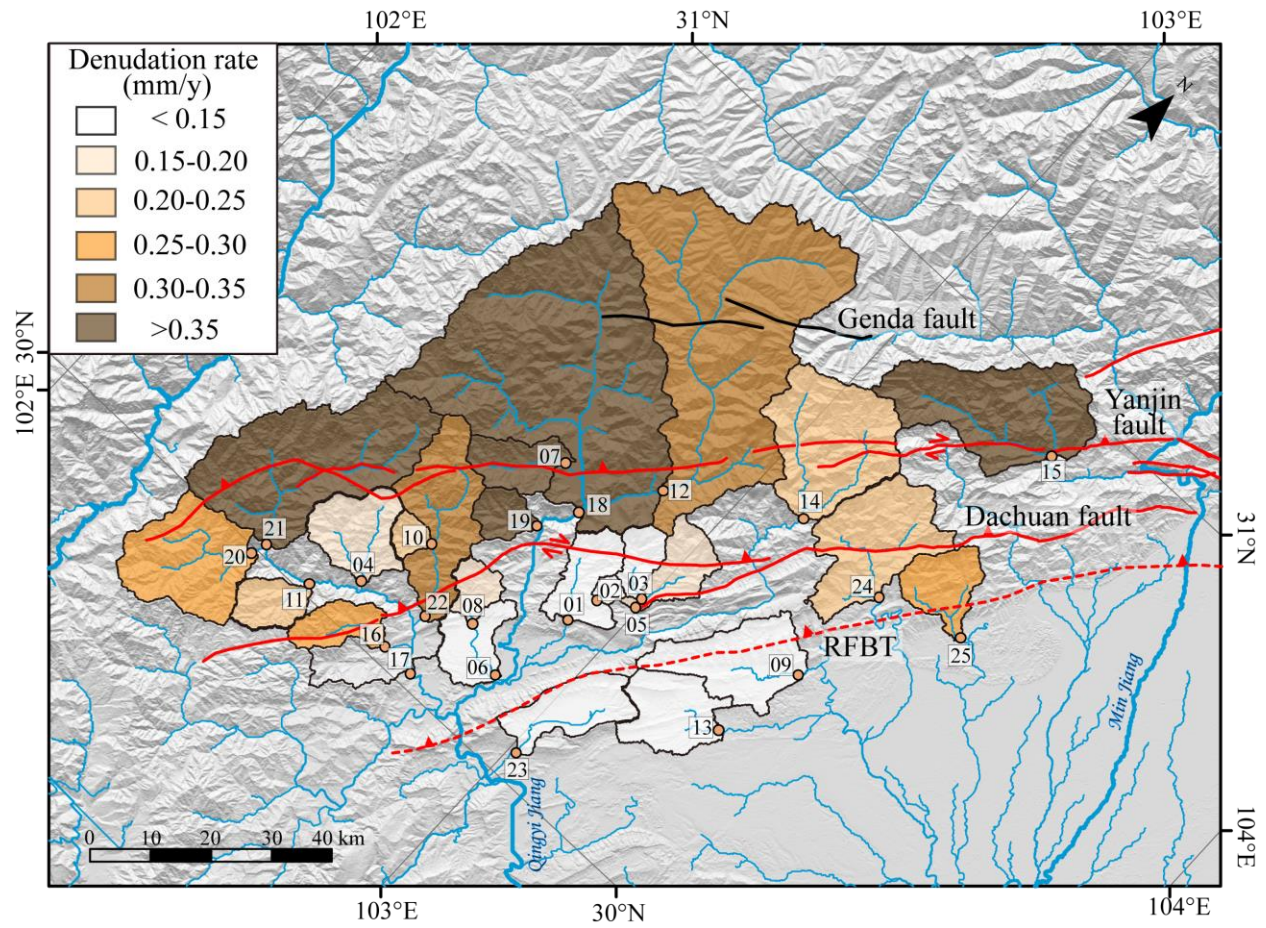 102°E
31°N
103°E
Denudation rate
(mm/y)
< 0.15
0.15-0.20
0.20-0.25
0.25-0.30
0.30-0.35
>0.35
N
Genda fault
30°N
102°E
Yanjin
fault
07
15
12
18
14
19
Dachuan fault
31°N
21
10
20
04
11
03
02
24
22
08
01
05
16
RFBT
25
17
06
09
13
23
Min Jiang
Qingyi Jiang
0 10 20 30 40 km
104°E
103°E
30°N
104°E